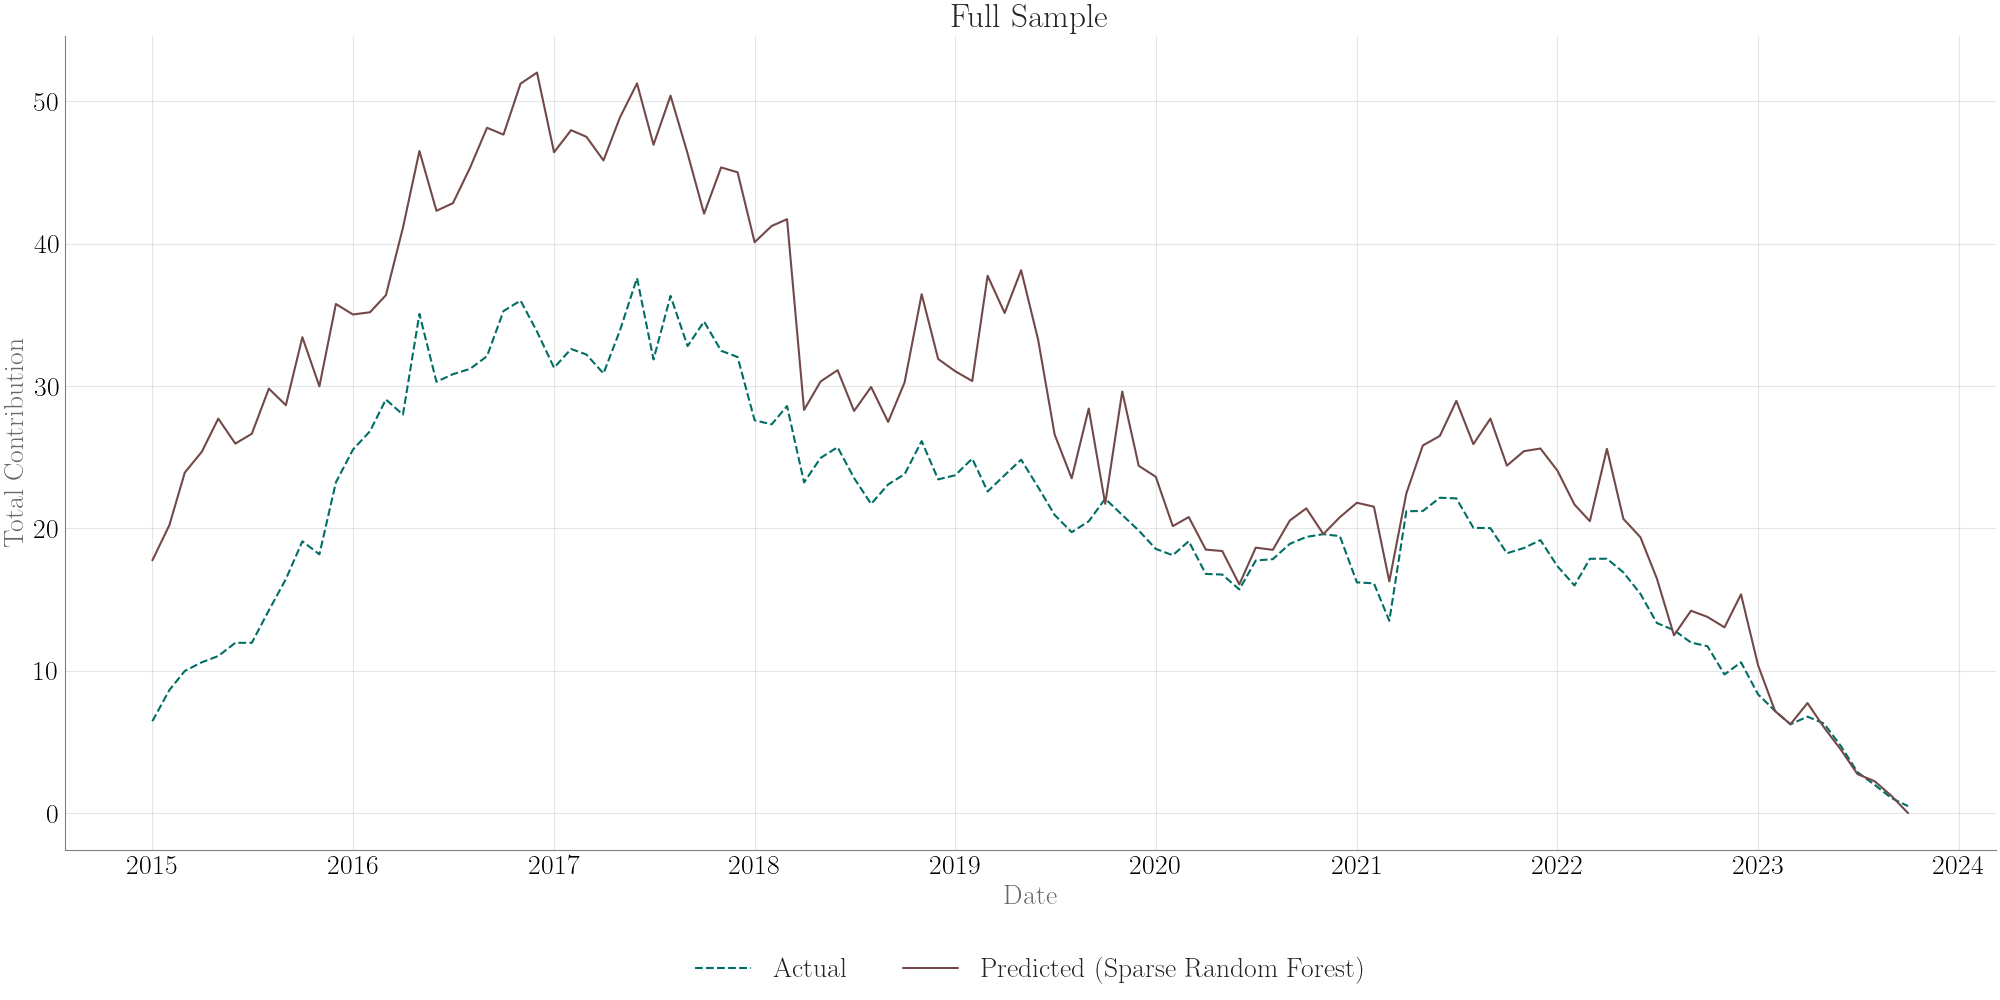 Full Sample
Total Contribution
50
40
30
20
10
0
2015 2016 2017 2018 2019 2020 2021 2022 2023 2024
Date
Actual Predicted (Sparse Random Forest)